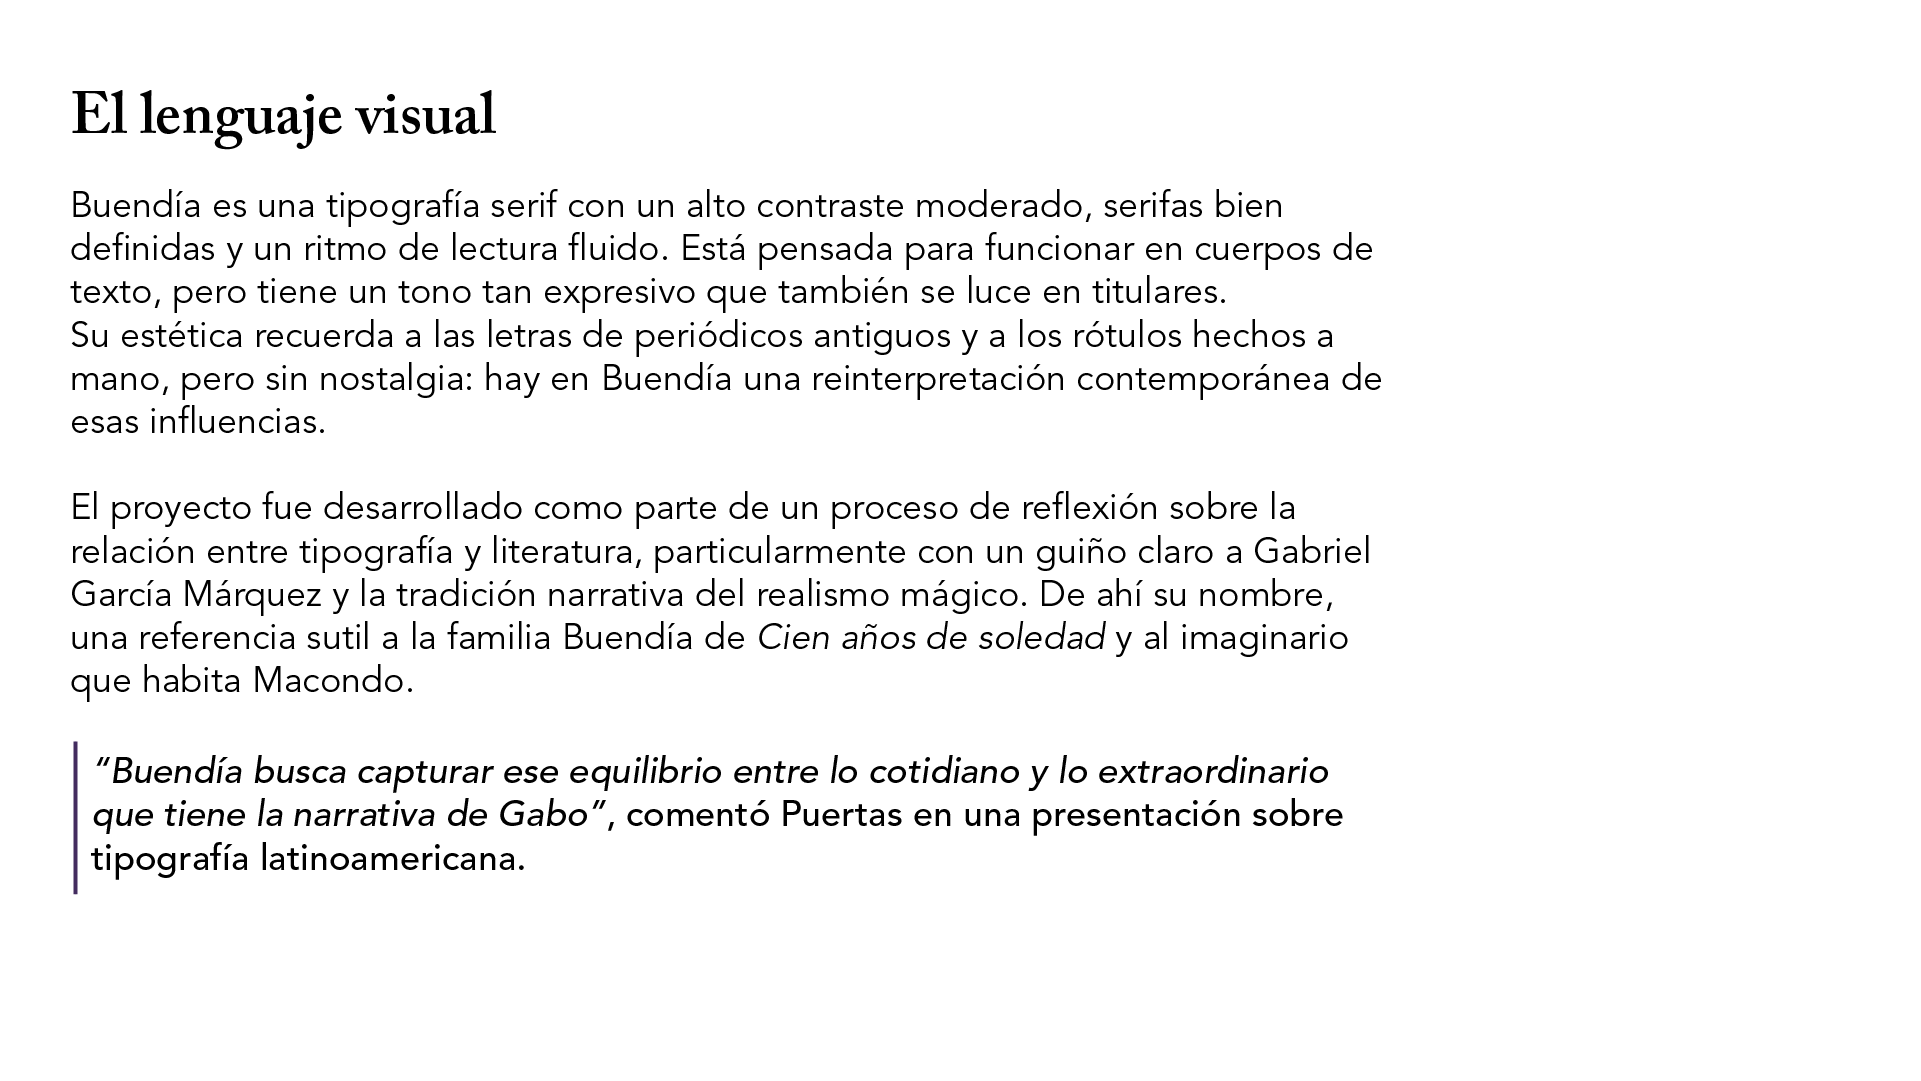 El lenguaje visual
Buendía es una tipografía serif con un alto contraste moderado, serifas bien
definidas y un ritmo de lectura fluido. Está pensada para funcionar en cuerpos de
texto, pero tiene un tono tan expresivo que también se luce en titulares.
Su estética recuerda a las letras de periódicos antiguos y a los rótulos hechos a
mano, pero sin nostalgia: hay en Buendía una reinterpretación contemporánea de
esas influencias.
El proyecto fue desarrollado como parte de un proceso de reflexión sobre la
relación entre tipografía y literatura, particularmente con un guiño claro a Gabriel
García Márquez y la tradición narrativa del realismo mágico. De ahí su nombre,
una referencia sutil a la familia Buendía de Cien años de soledad y al imaginario
que habita Macondo.
“Buendía busca capturar ese equilibrio entre lo cotidiano y lo extraordinario
que tiene la narrativa de Gabo”, comentó Puertas en una presentación sobre
tipografía latinoamericana.